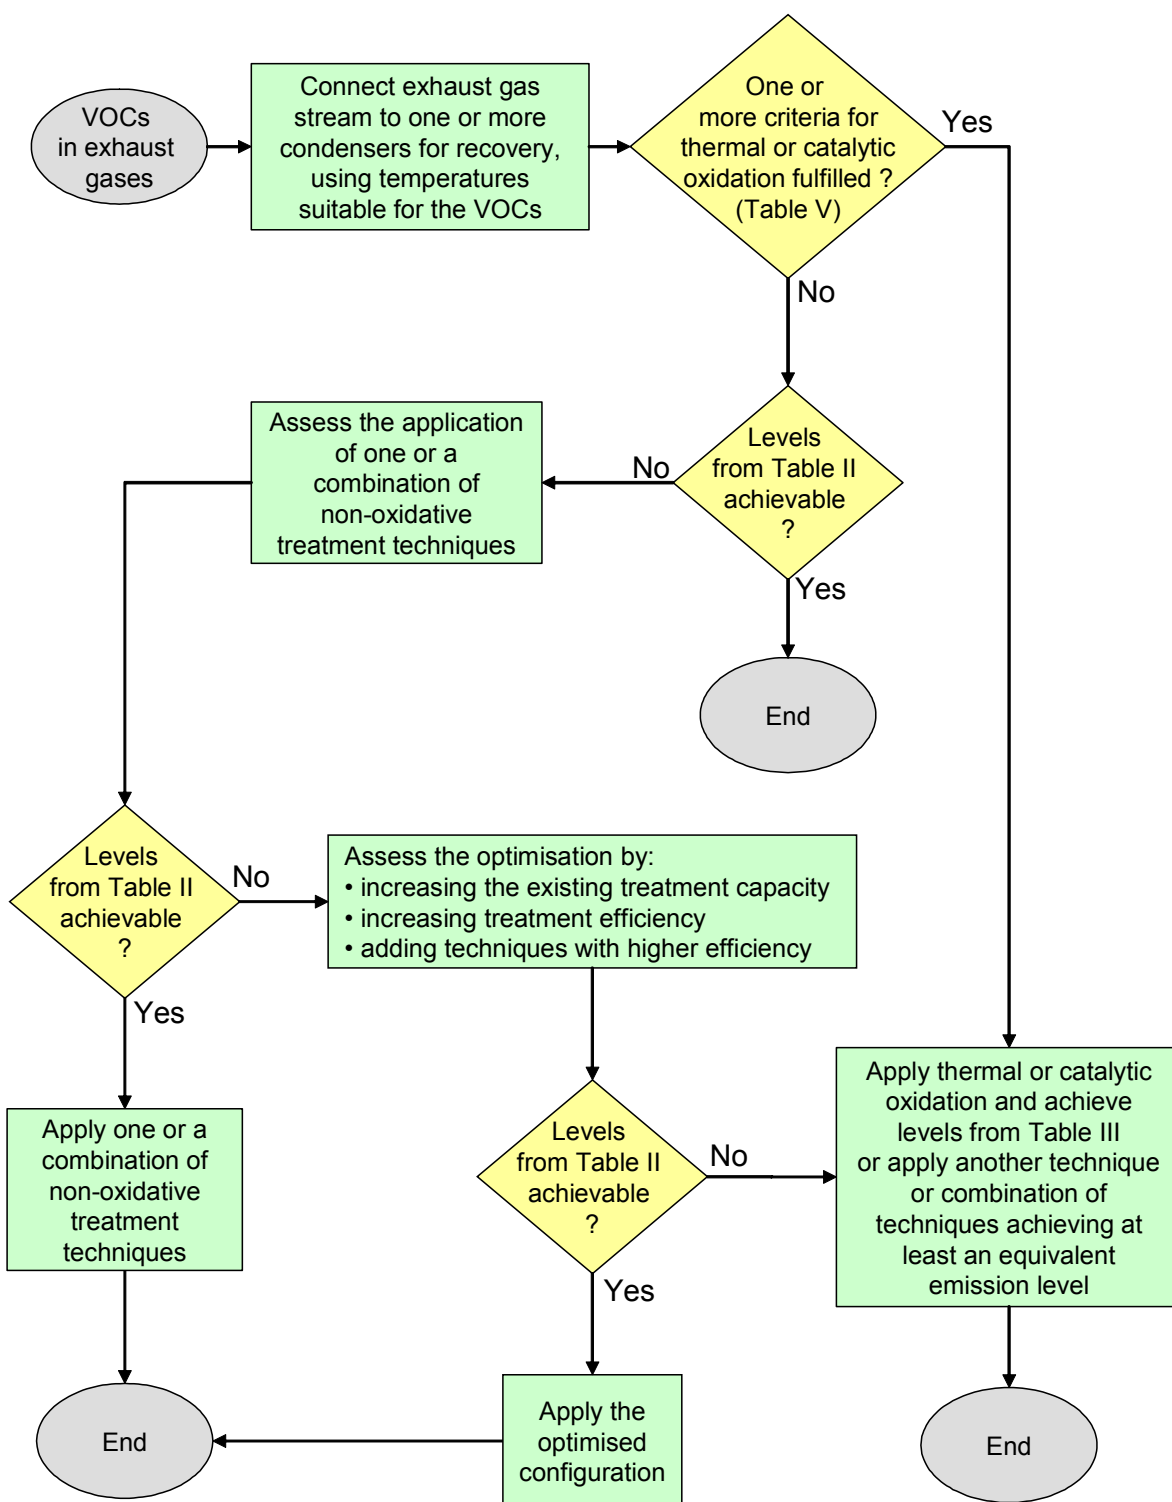 VOCs
in exhaust
gases
Connect exhaust gas
stream to one or more
condensers for recovery,
using temperatures
suitable for the VOCs
One or
more criteria for
thermal or catalytic
oxidation fulfilled ?
(Table V)
Yes
No
Levels
from Table II
achievable
?
No
Yes
Assess the application
of one or a
combination of
non-oxidative
treatment techniques
End
Levels
from Table II
achievable
?
No
Yes
Assess the optimisation by:
• increasing the existing treatment capacity
• increasing treatment efficiency
• adding techniques with higher efficiency
Apply one or a
combination of
non-oxidative
treatment
techniques
Levels
from Table II
achievable
?
No
Yes
Apply thermal or catalytic
oxidation and achieve
levels from Table III
or apply another technique
or combination of
techniques achieving at
least an equivalent
emission level
End
Apply the
optimised
configuration
End